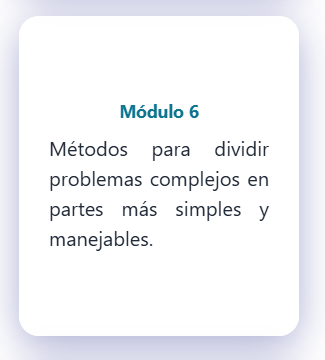 Módulo 6
Métodos para dividir
problemas complejos en
partes más simples y
manejables.